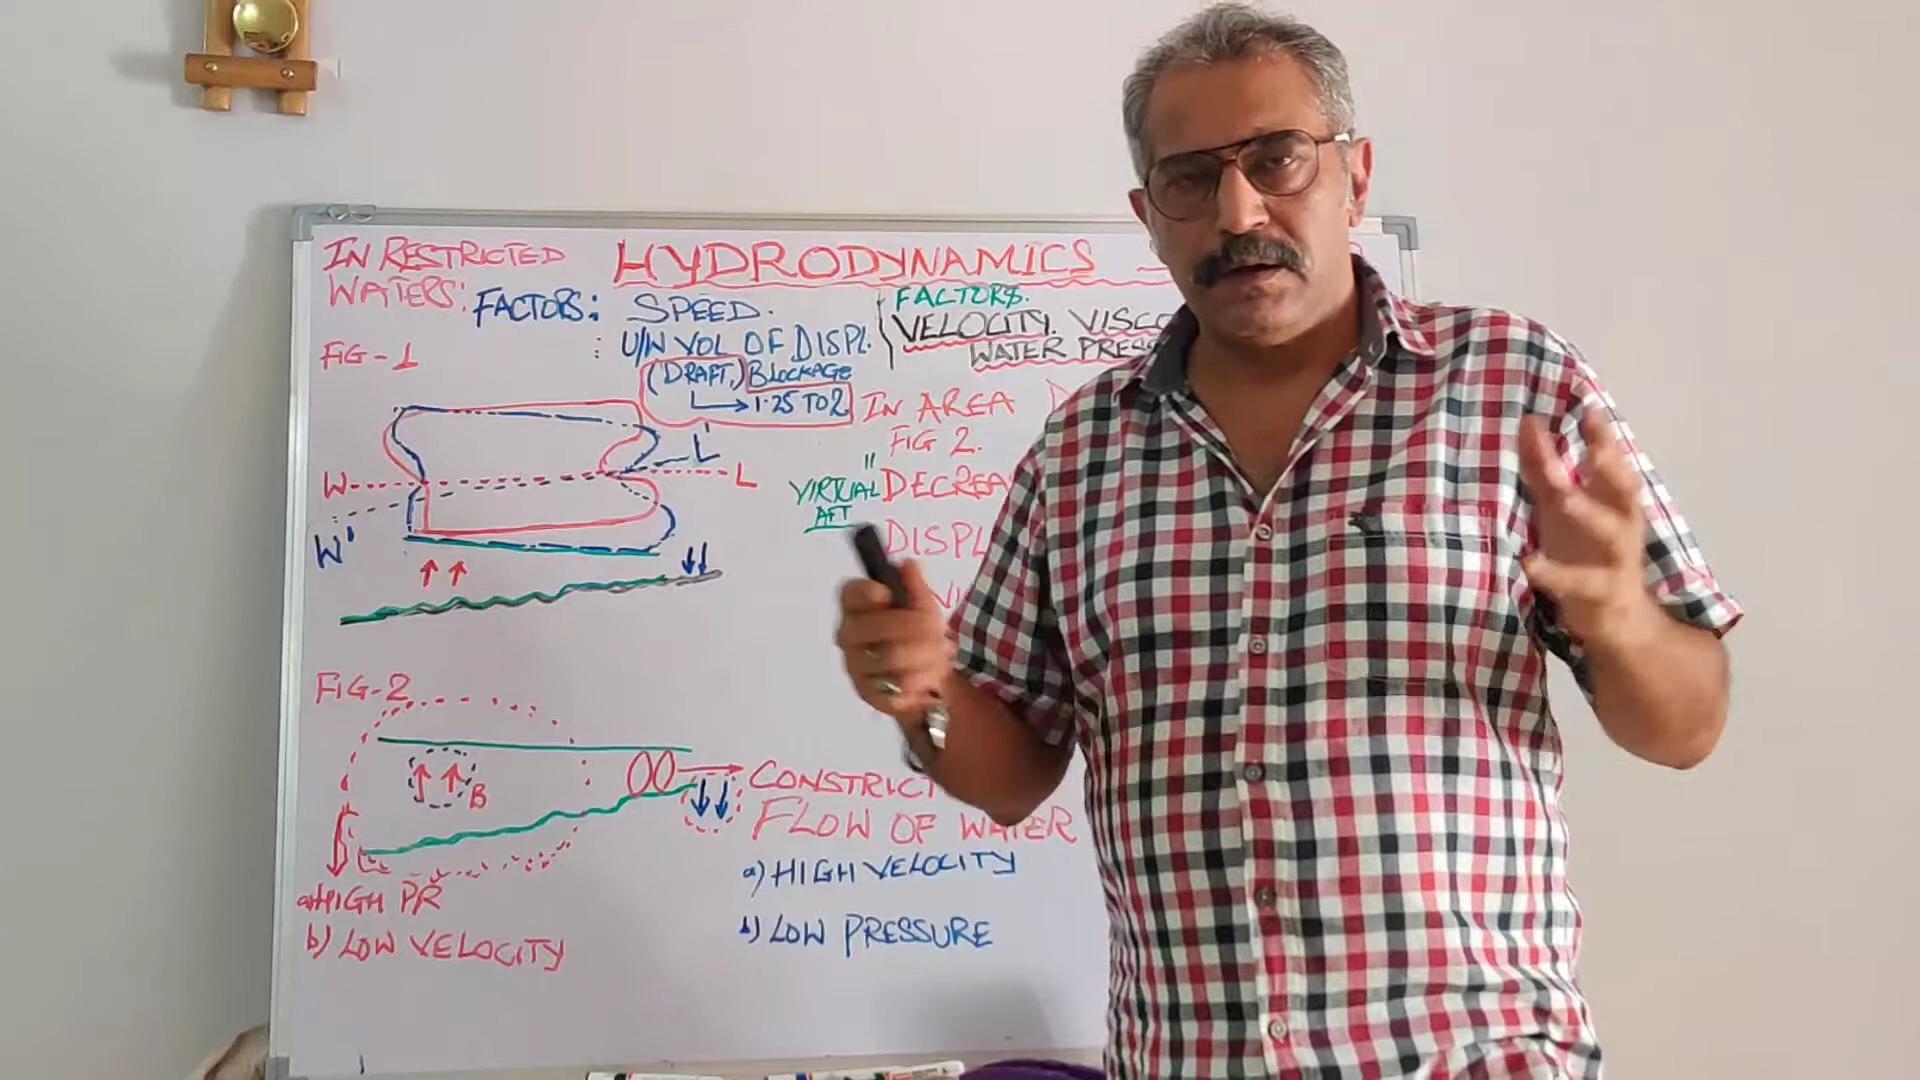 IN RESTRICTED
WATERS:
HYDRODYNAMICS -
FACTORS: SPEED.
: U/W VOL OF DISPL.
(DRAFT,) BLOCKAGE
→ 1.25 TO 2
FACTORS.
VELOCITY. VISCO
WATER PRESS
FIG-1
IN AREA
FIG 2.
L'
W L
VIRTUAL
AFT
DECREA
DISPL
W'
FIG-2
B
CONSTRICT
FLOW OF WATER
a) HIGH VELOCITY
b) LOW PRESSURE
a) HIGH PR
b) LOW VELOCITY